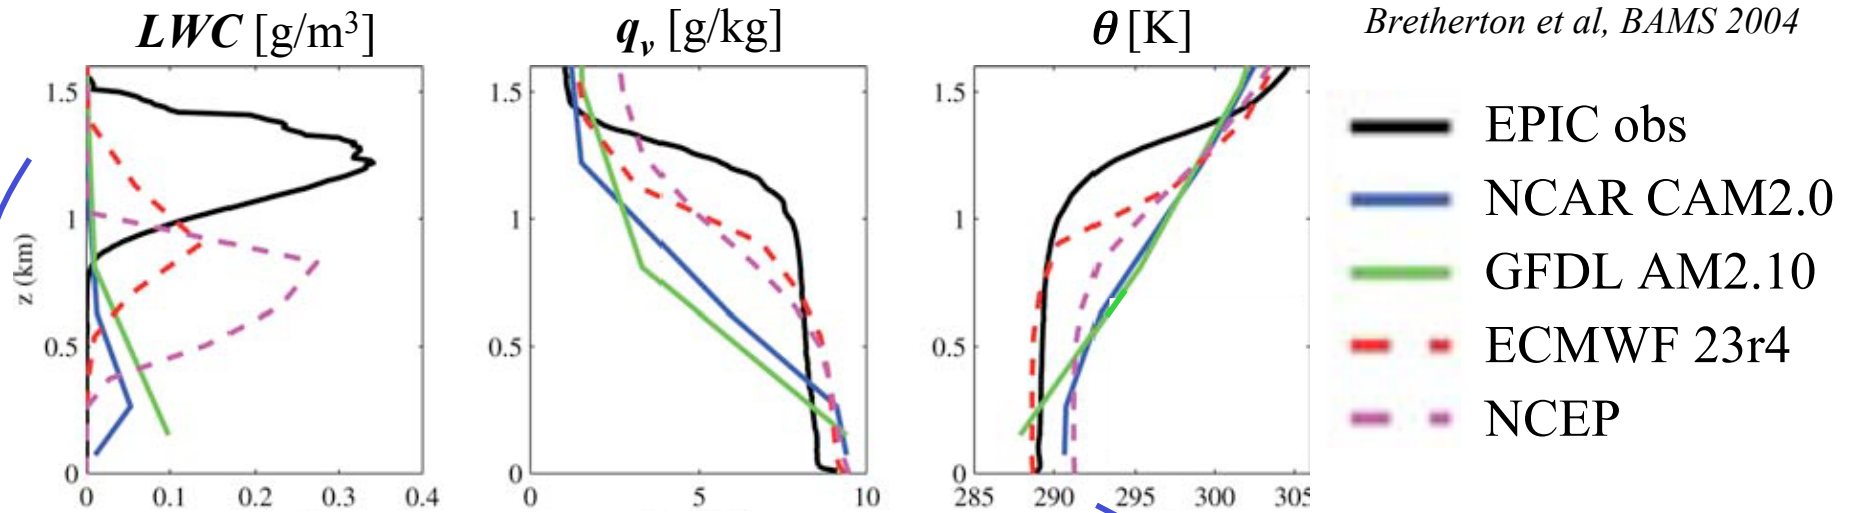 LWC [g/m³]
q_v [g/kg]
θ [K]
Bretherton et al, BAMS 2004
z (km)
1.5
1
0.5
0
0 0.1 0.2 0.3 0.4
1.5
1
0.5
0
0 5 10
1.5
1
0.5
0
285 290 295 300 305
EPIC obs
NCAR CAM2.0
GFDL AM2.10
ECMWF 23r4
NCEP